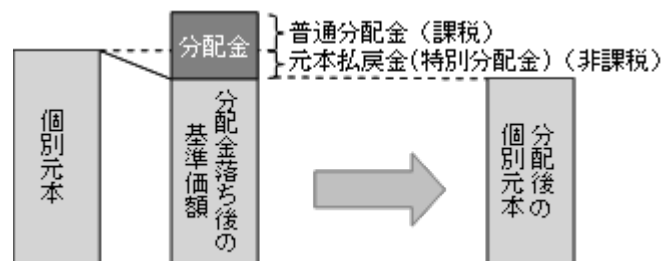 分配金
普通分配金(課税)
元本払戻金(特別分配金)(非課税)
個別元本
分配金落ち後の
基準価額
分配後の
個別元本